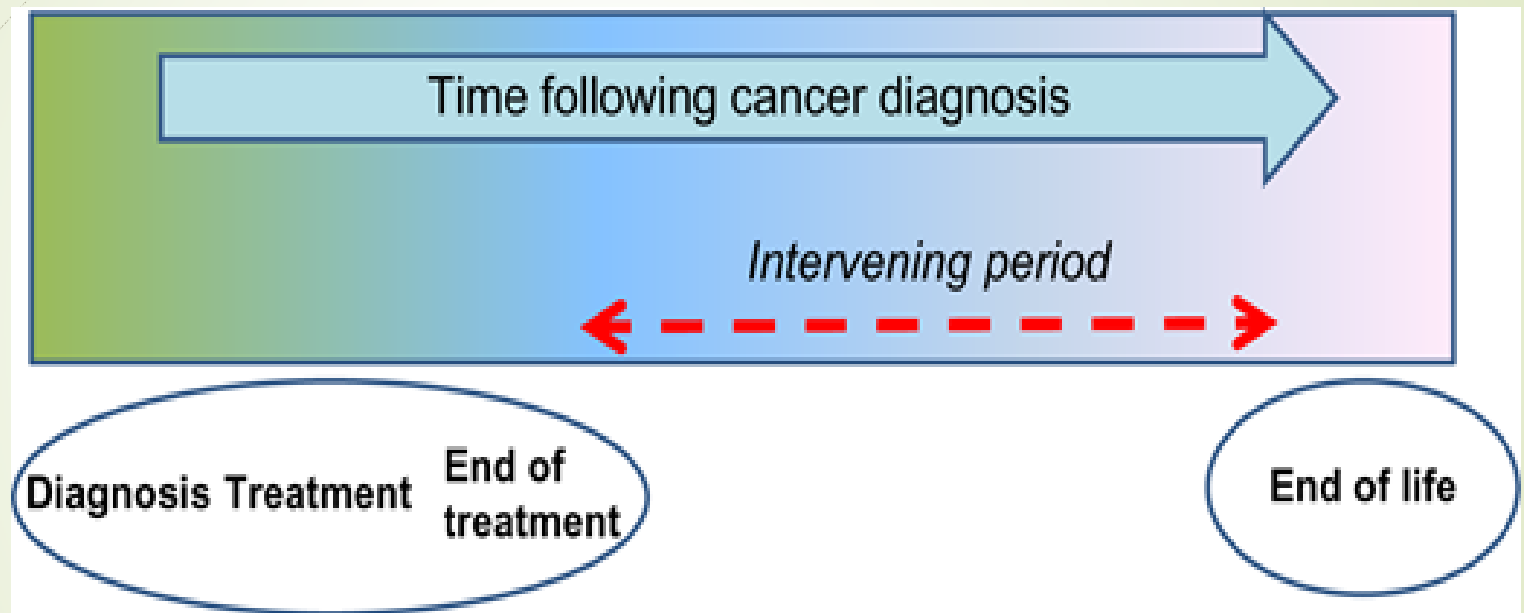 Time following cancer diagnosis
Intervening period
Diagnosis Treatment
End of
treatment
End of life